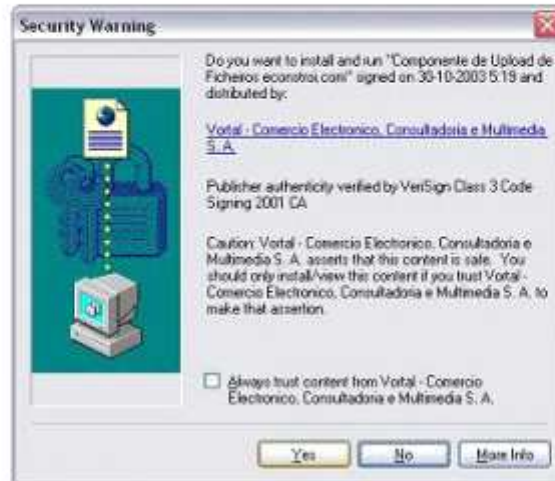 Security Warning
Do you want to install and run "Componente de Upload de
Ficheiros econstroi.com" signed on 30-10-2003 5:19 and
distributed by:
Vortal - Comercio Electronico, Consultadoria e Multimedia
S. A.
Publisher authenticity verified by VeriSign Class 3 Code
Signing 2001 CA
Caution: Vortal - Comercio Electronico, Consultadoria e
Multimedia S. A. asserts that this content is safe. You
should only install/view this content if you trust Vortal -
Comercio Electronico, Consultadoria e Multimedia S. A. to
make that assertion.
Always trust content from Vortal - Comercio
Electronico, Consultadoria e Multimedia S. A.
Yes No More Info